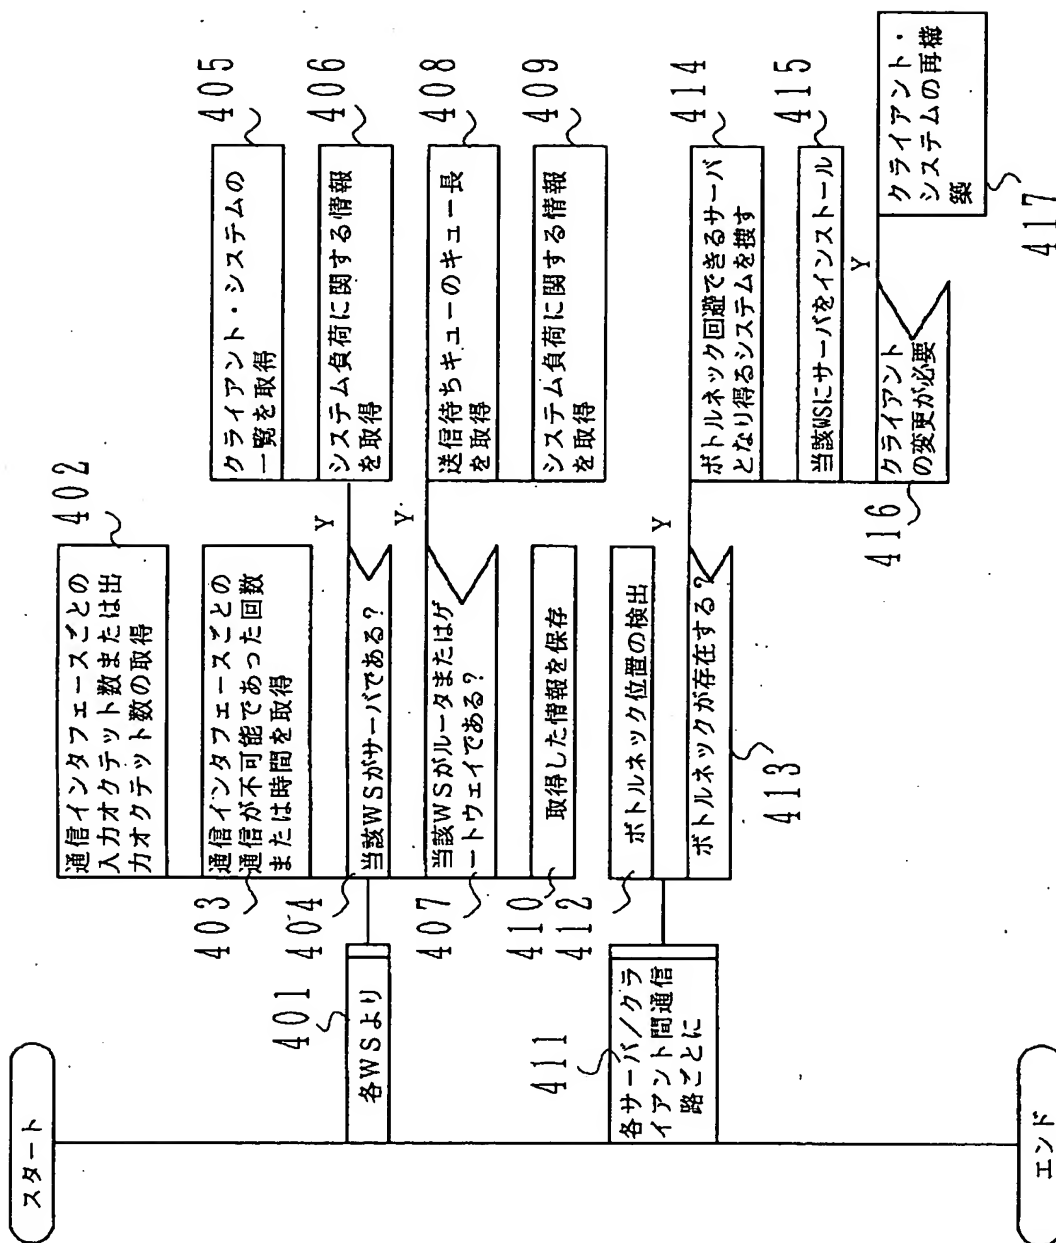 スタート
401
各WSより
402
通信インタフェースごとの
入力オクテット数または出
力オクテット数の取得
403
通信インタフェースごとの
通信が不可能であった回数
または時間を取得
404
当該WSがサーバである?
Y
405
クライアント・システムの
一覧を取得
406
システム負荷に関する情報
を取得
407
当該WSがルータまたはゲ
ートウェイである?
Y
408
送信待ちキューのキュー長
を取得
409
システム負荷に関する情報
を取得
410
取得した情報を保存
411
各サーバ/クラ
イアント間通信
路ごとに
412
ボトルネック位置の検出
413
ボトルネックが存在する?
Y
414
ボトルネック回避できるサーバ
となり得るシステムを捜す
415
当該WSにサーバをインストール
416
クライアント
の変更が必要
Y
417
クライアント・
システムの再構
築
エンド